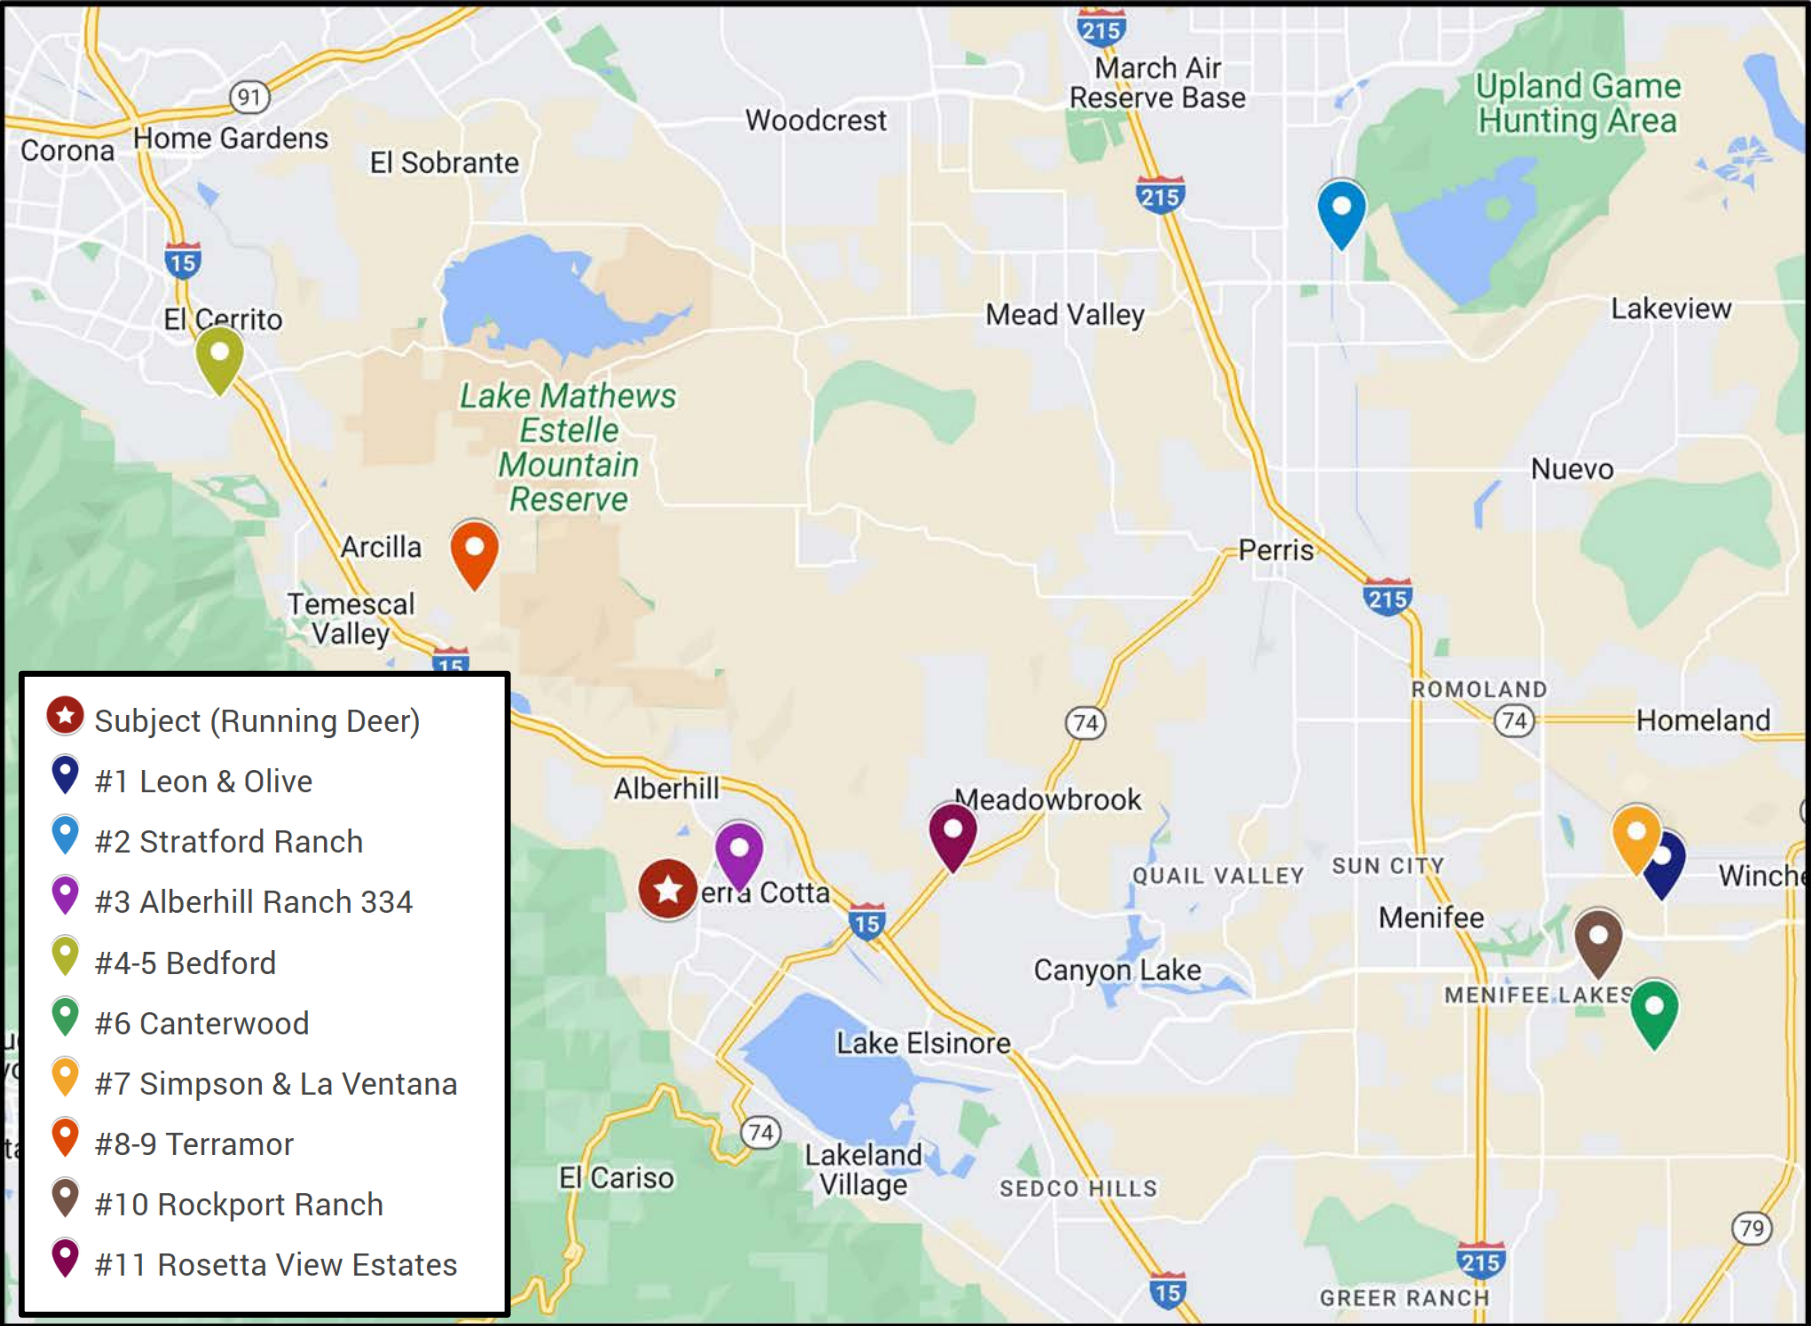 215
March Air
Reserve Base
Upland Game
Hunting Area
91
Woodcrest
Corona
Home Gardens
El Sobrante
215
15
El Cerrito
Mead Valley
Lakeview
Lake Mathews
Estelle
Mountain
Reserve
Nuevo
Arcilla
Perris
Temescal
Valley
215
15
ROMOLAND
74
Homeland
74
Alberhill
Meadowbrook
QUAIL VALLEY
SUN CITY
Winche
erra Cotta
15
Menifee
Canyon Lake
MENIFEE LAKES
Lake Elsinore
74
Lakeland
Village
El Cariso
SEDCO HILLS
79
215
15
GREER RANCH
Subject (Running Deer)
#1 Leon & Olive
#2 Stratford Ranch
#3 Alberhill Ranch 334
#4-5 Bedford
#6 Canterwood
#7 Simpson & La Ventana
#8-9 Terramor
#10 Rockport Ranch
#11 Rosetta View Estates